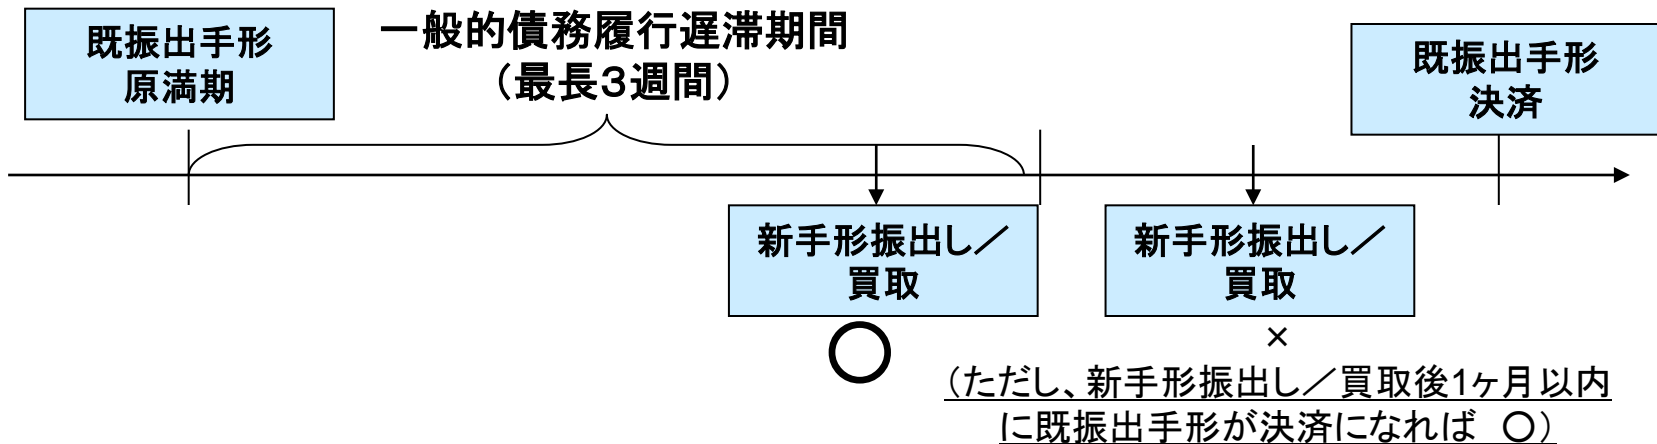 既振出手形
原満期
一般的債務履行遅滞期間
（最長３週間）
既振出手形
決済
新手形振出し／
買取
新手形振出し／
買取
○
×
（ただし、新手形振出し／買取後1ヶ月以内
に既振出手形が決済になれば　○）